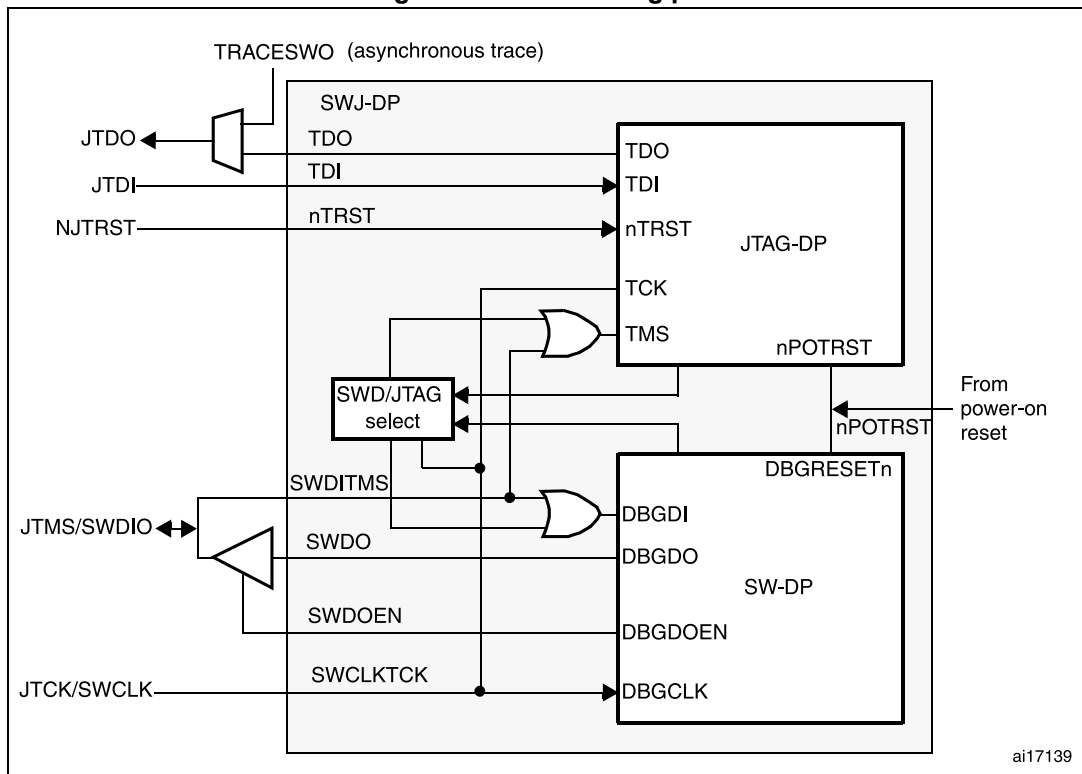 TRACESWO (asynchronous trace)
SWJ-DP
JTDO
TDO
TDO
JTDI
TDI
TDI
NJTRST
nTRST
nTRST
JTAG-DP
TCK
TMS
nPOTRST
SWD/JTAG
select
From
power-on
reset
nPOTRST
DBGRESETn
SWDITMS
DBGDI
JTMS/SWDIO
SWDO
DBGDO
SW-DP
SWDOEN
DBGDOEN
JTCK/SWCLK
SWCLKTCK
DBGCLK
ai17139